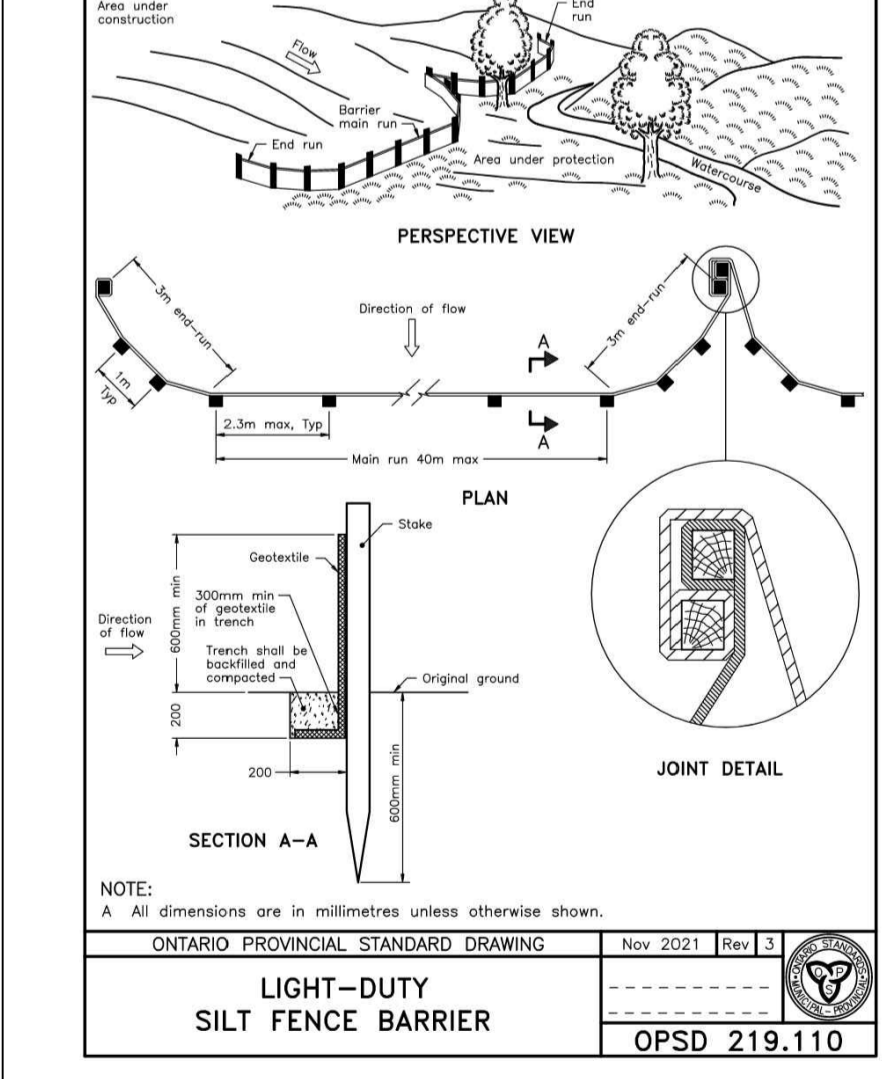 Area under
construction
End
run
Flow
Barrier
main run
End run
Area under protection
Watercourse
PERSPECTIVE VIEW
3m end-run
Direction of flow
3m end-run
A
1m
Typ
2.3m max, Typ
A
Main run 40m max
PLAN
Stake
Geotextile
600mm min
300mm min
of geotextile
in trench
Direction
of flow
Trench shall be
backfilled and
compacted
Original ground
200
200
600mm min
JOINT DETAIL
SECTION A-A
NOTE:
A All dimensions are in millimetres unless otherwise shown.
ONTARIO PROVINCIAL STANDARD DRAWING
Nov 2021 Rev 3
LIGHT-DUTY
SILT FENCE BARRIER
ONTARIO STANDARDS
MUNICIPAL - PROVINCIAL
O P
S
OPSD 219.110